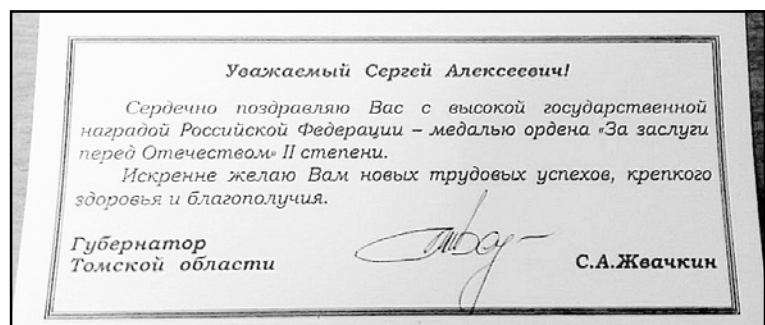 Уважаемый Сергей Алексеевич!
Сердечно поздравляю Вас с высокой государственной
наградой Российской Федерации – медалью ордена «За заслуги
перед Отечеством» II степени.
Искренне желаю Вам новых трудовых успехов, крепкого
здоровья и благополучия.
Губернатор
Томской области
С.А.Жвачкин